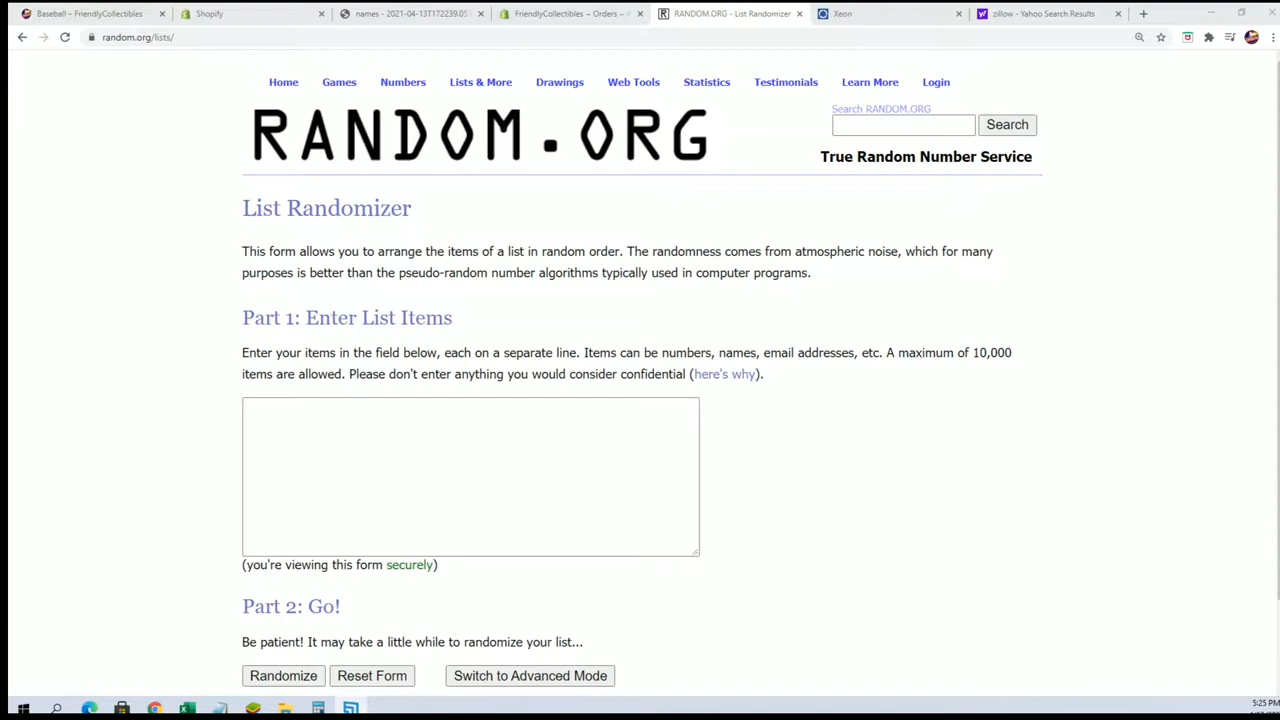 Baseball – FriendlyCollectibles
Shopify
names - 2021-04-13T172239.05
FriendlyCollectibles ~ Orders ~
RANDOM.ORG - List Randomizer
Xeon
zillow - Yahoo Search Results
random.org/lists/
Home Games Numbers Lists & More Drawings Web Tools Statistics Testimonials Learn More Login
RANDOM.ORG
Search RANDOM.ORG
Search
True Random Number Service
List Randomizer
This form allows you to arrange the items of a list in random order. The randomness comes from atmospheric noise, which for many
purposes is better than the pseudo-random number algorithms typically used in computer programs.
Part 1: Enter List Items
Enter your items in the field below, each on a separate line. Items can be numbers, names, email addresses, etc. A maximum of 10,000
items are allowed. Please don't enter anything you would consider confidential (here's why).
(you're viewing this form securely)
Part 2: Go!
Be patient! It may take a little while to randomize your list...
Randomize Reset Form Switch to Advanced Mode
5:25 PM